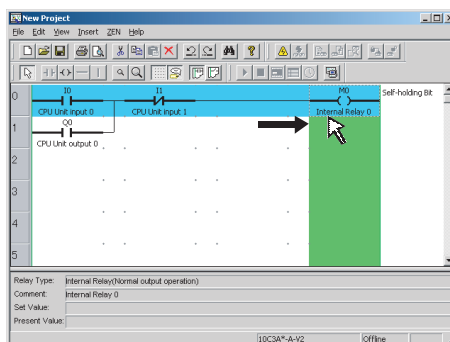 New Project
File Edit View Insert ZEN Help
0 I0 I1 M0 Self-holding Bit
CPU Unit input 0 CPU Unit input 1 Internal Relay 0
1 Q0
CPU Unit output 0
2
3
4
5
Relay Type: Internal Relay(Normal output operation)
Comment: Internal Relay 0
Set Value:
Present Value:
10C3A*-A-V2 Offline